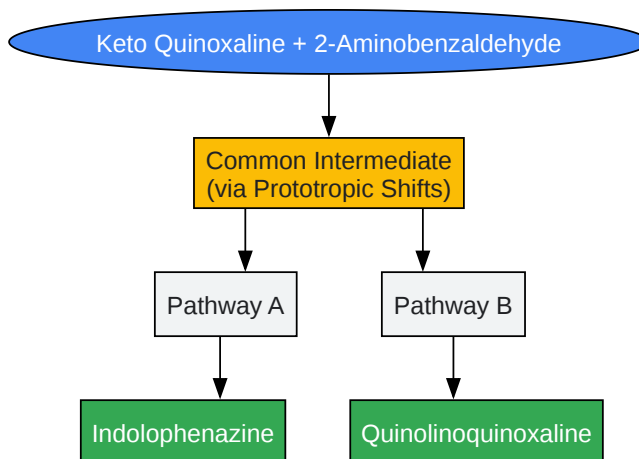 Keto Quinoxaline + 2-Aminobenzaldehyde
Common Intermediate
(via Prototropic Shifts)
Pathway A
Pathway B
Indolophenazine
Quinolinoquinoxaline